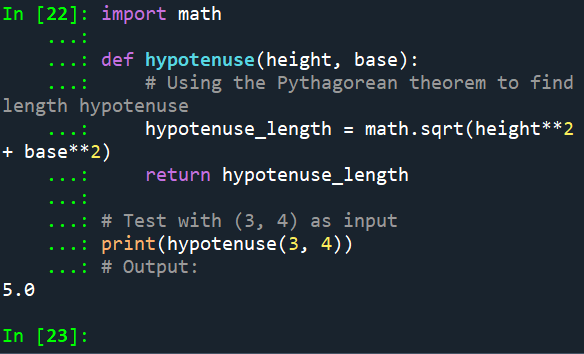 In [22]: import math
    ...:
    ...: def hypotenuse(height, base):
    ...:     # Using the Pythagorean theorem to find
length hypotenuse
    ...:     hypotenuse_length = math.sqrt(height**2
+ base**2)
    ...:     return hypotenuse_length
    ...:
    ...: # Test with (3, 4) as input
    ...: print(hypotenuse(3, 4))
    ...: # Output:
5.0
In [23]: